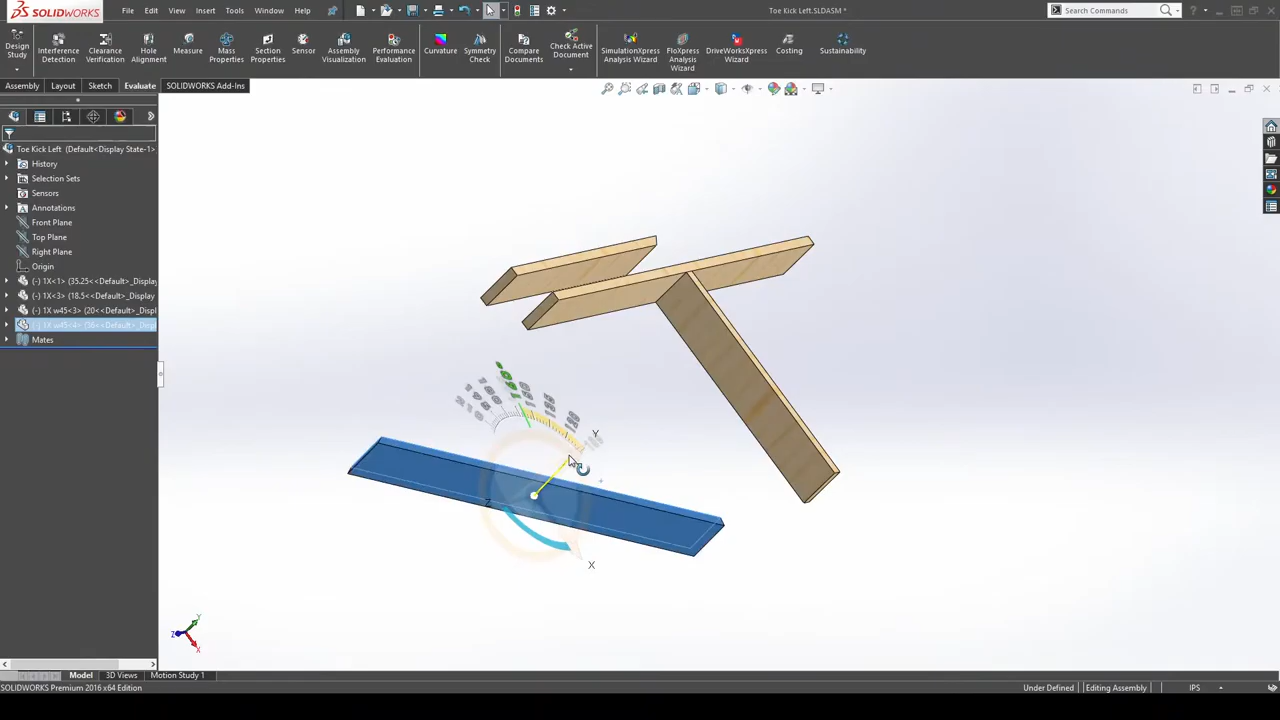 SOLIDWORKS
File Edit View Insert Tools Window Help
Toe Kick Left.SLDASM *
Search Commands
Design Study
Interference Detection
Clearance Verification
Hole Alignment
Measure
Mass Properties
Section Properties
Sensor
Assembly Visualization
Performance Evaluation
Curvature
Symmetry Check
Compare Documents
Check Active Document
SimulationXpress Analysis Wizard
FloXpress Analysis Wizard
DriveWorksXpress Wizard
Costing
Sustainability
Assembly Layout Sketch Evaluate SOLIDWORKS Add-Ins
Toe Kick Left (Default<Display State-1>
History
Selection Sets
Sensors
Annotations
Front Plane
Top Plane
Right Plane
Origin
(-) 1X<1> (35.25<<Default>_Display
(-) 1X<3> (18.5<<Default>_Display
(-) 1X w45<3> (20<<Default>_Displ
Mates
Y
Z
X
Y
Z
X
Model 3D Views Motion Study 1
SOLIDWORKS Premium 2016 x64 Edition
Under Defined Editing Assembly IPS